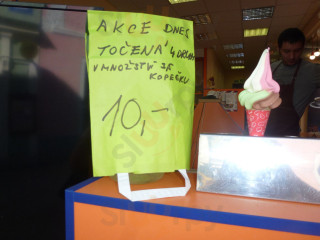 AKCE DNES
TOČENÁ 4 DRUHY
V MNOŽSTVÍ
KOPEČKU
10,-